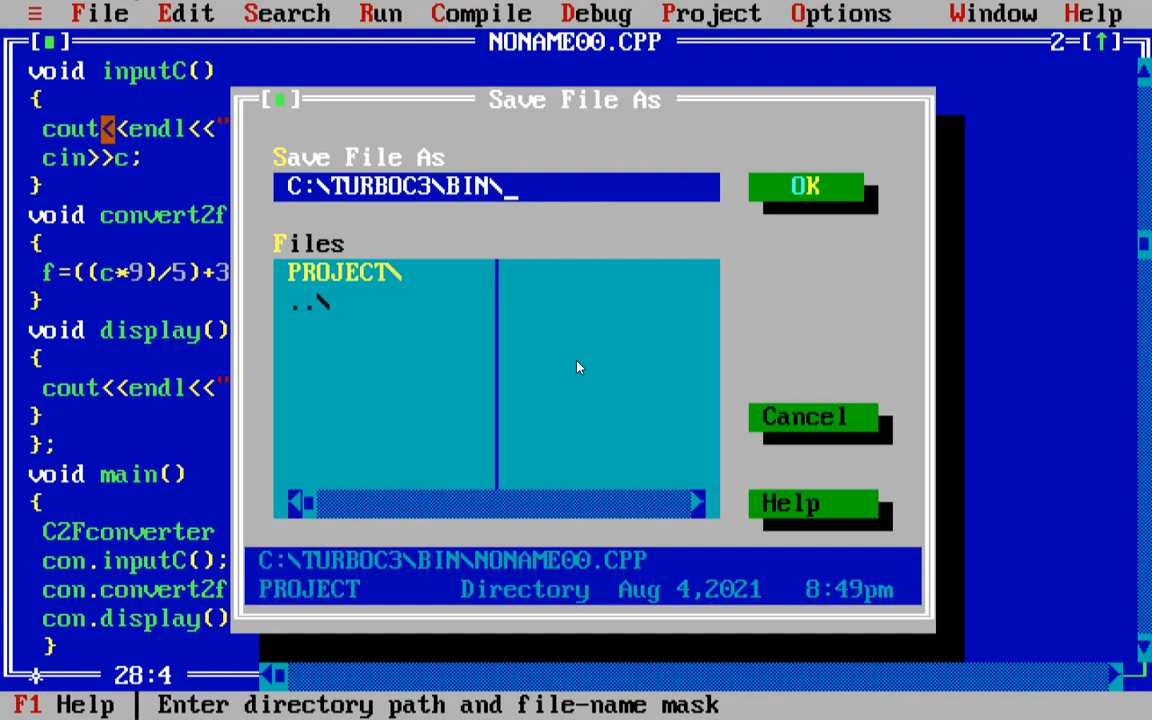 ≡ File Edit Search Run Compile Debug Project Options Window Help
[■] NONAME00.CPP 2=[↑]
void inputC()
{
cout<<endl<<"
cin>>c;
}
void convert2f
{
f=((c*9)/5)+3
}
void display()
{
cout<<endl<<"
}
};
void main()
{
C2Fconverter
con.inputC();
con.convert2f
con.display()
}
28:4
[■] Save File As
Save File As
C:\TURBOC3\BIN\_
OK
Files
PROJECT\
..\
Cancel
Help
C:\TURBOC3\BIN\NONAME00.CPP
PROJECT Directory Aug 4,2021 8:49pm
F1 Help | Enter directory path and file-name mask